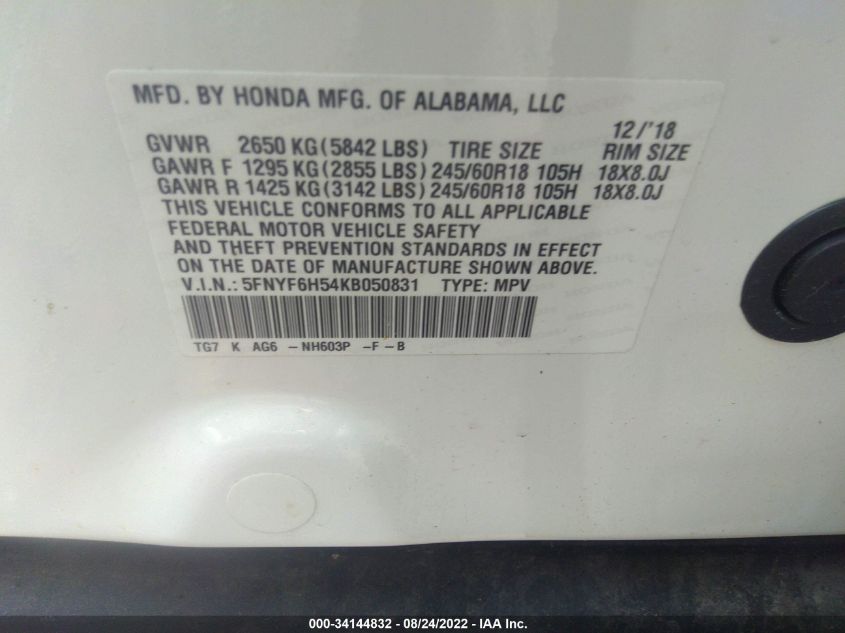 MFD. BY HONDA MFG. OF ALABAMA, LLC
12/'18
GVWR 2650 KG(5842 LBS) TIRE SIZE RIM SIZE
GAWR F 1295 KG(2855 LBS) 245/60R18 105H 18X8.0J
GAWR R 1425 KG(3142 LBS) 245/60R18 105H 18X8.0J
THIS VEHICLE CONFORMS TO ALL APPLICABLE
FEDERAL MOTOR VEHICLE SAFETY
AND THEFT PREVENTION STANDARDS IN EFFECT
ON THE DATE OF MANUFACTURE SHOWN ABOVE.
V.I.N.: 5FNYF6H54KB050831 TYPE: MPV
TG7 K AG6 -NH603P -F-B
000-34144832 - 08/24/2022 - IAA Inc.